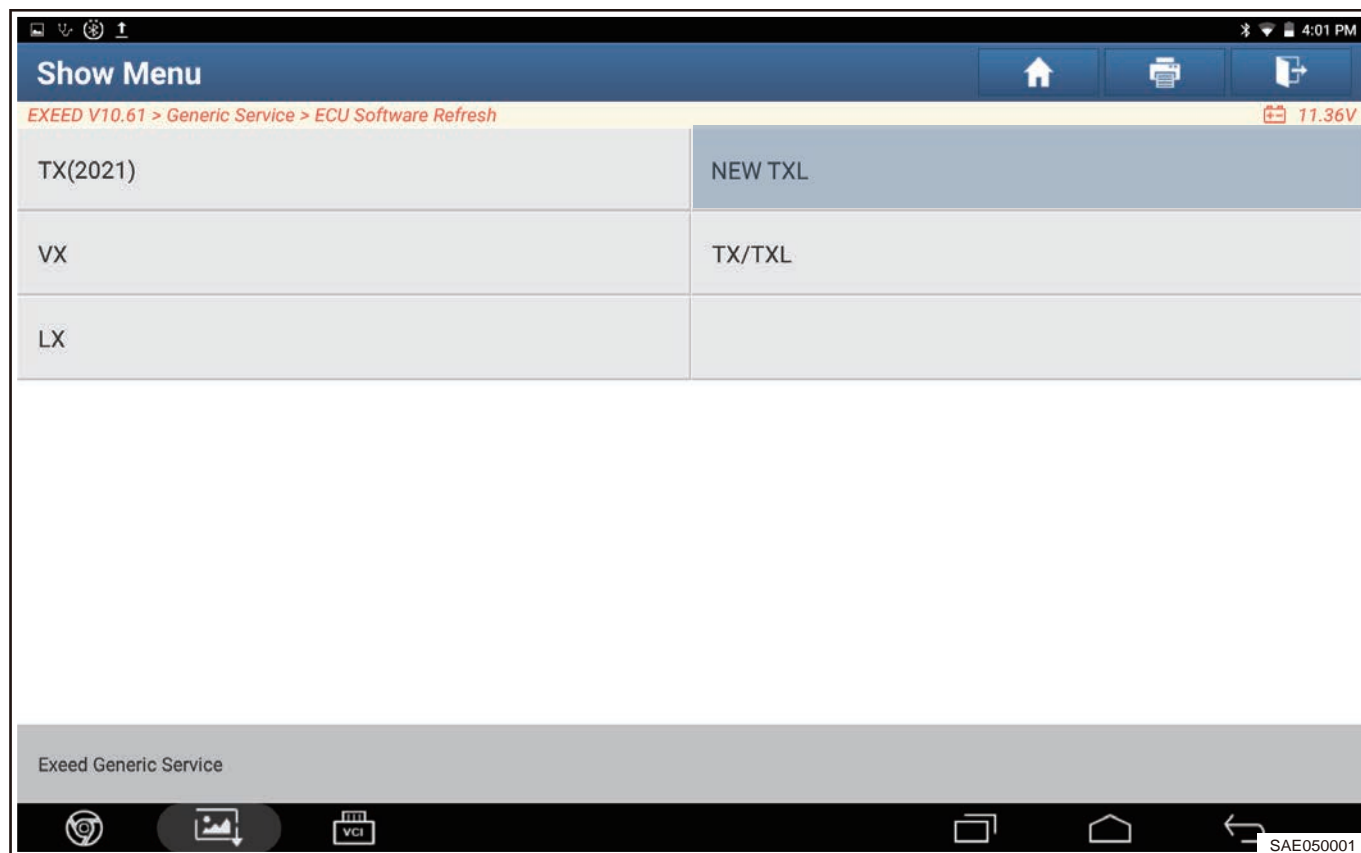 4:01 PM
Show Menu
EXEED V10.61 > Generic Service > ECU Software Refresh
11.36V
TX(2021)
NEW TXL
VX
TX/TXL
LX
Exeed Generic Service
VCI
SAE050001